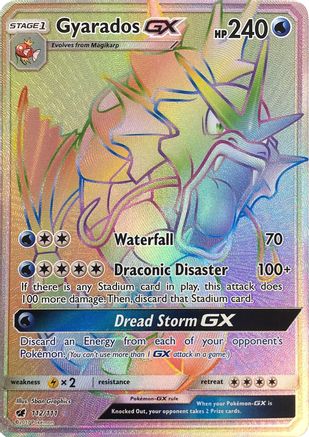 STAGE 1 Gyarados GX HP 240
Evolves from Magikarp
Waterfall 70
Draconic Disaster 100+
If there is any Stadium card in play, this attack does
100 more damage. Then, discard that Stadium card.
Dread Storm GX
Discard an Energy from each of your opponent's
Pokémon. (You can't use more than 1 GX attack in a game.)
weakness ×2 resistance retreat
Illus. 5ban Graphics
112/111
Pokémon-GX rule
When your Pokémon-GX is
Knocked Out, your opponent takes 2 Prize cards.